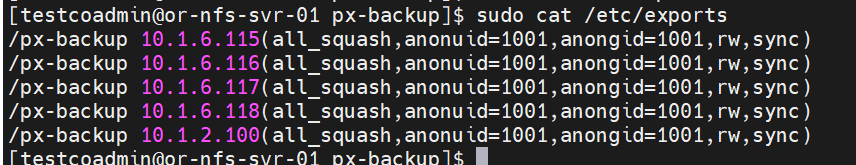 [testcoadmin@or-nfs-svr-01 px-backup]$ sudo cat /etc/exports
/px-backup 10.1.6.115(all_squash,anonuid=1001,anongid=1001,rw,sync)
/px-backup 10.1.6.116(all_squash,anonuid=1001,anongid=1001,rw,sync)
/px-backup 10.1.6.117(all_squash,anonuid=1001,anongid=1001,rw,sync)
/px-backup 10.1.6.118(all_squash,anonuid=1001,anongid=1001,rw,sync)
/px-backup 10.1.2.100(all_squash,anonuid=1001,anongid=1001,rw,sync)
[testcoadmin@or-nfs-svr-01 px-backup]$